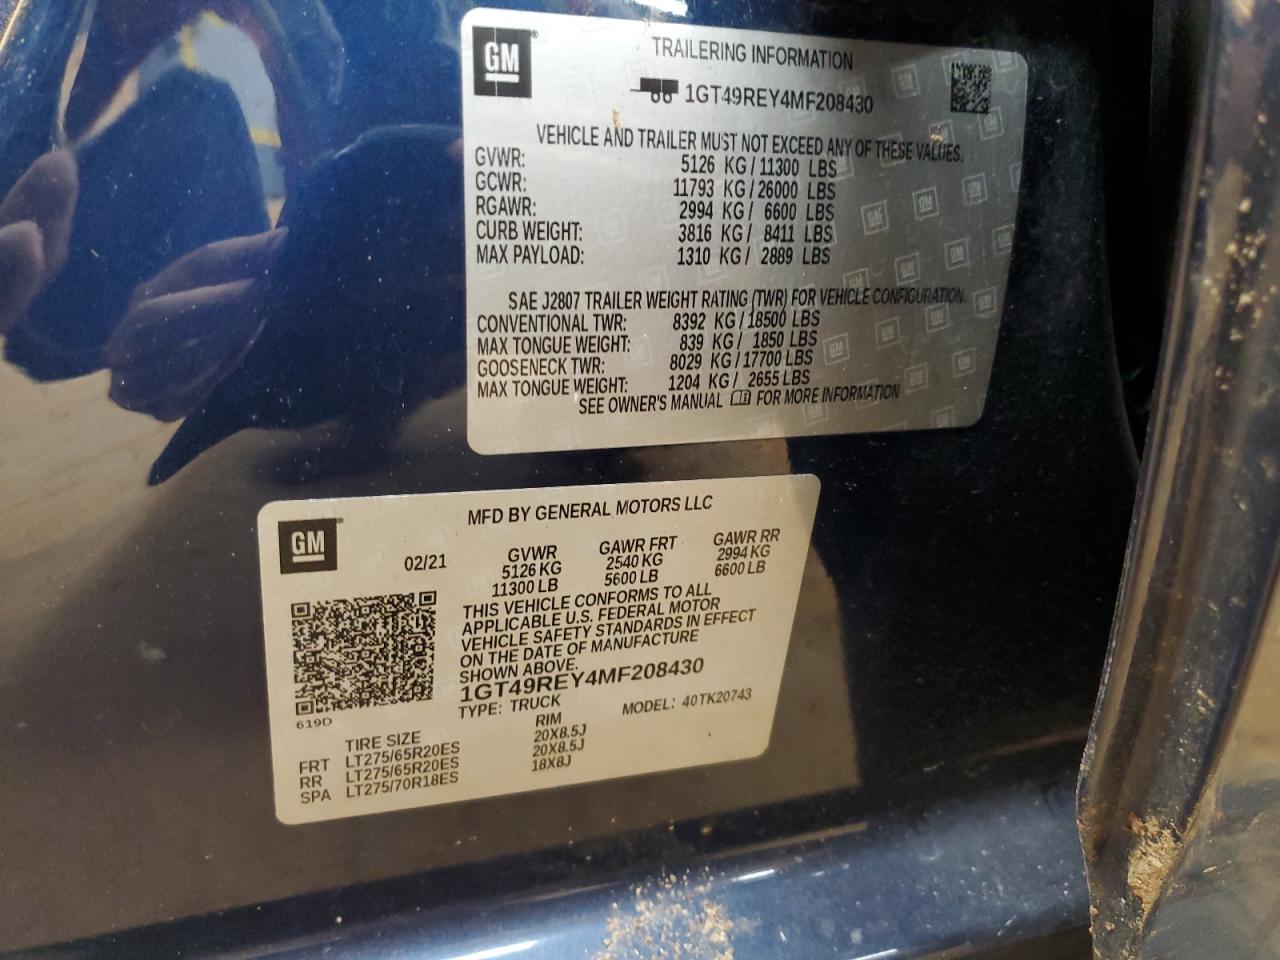 GM
TRAILERING INFORMATION
1GT49REY4MF208430
VEHICLE AND TRAILER MUST NOT EXCEED ANY OF THESE VALUES.
GVWR: 5126 KG / 11300 LBS
GCWR: 11793 KG / 26000 LBS
RGAWR: 2994 KG / 6600 LBS
CURB WEIGHT: 3816 KG / 8411 LBS
MAX PAYLOAD: 1310 KG / 2889 LBS
SAE J2807 TRAILER WEIGHT RATING (TWR) FOR VEHICLE CONFIGURATION.
CONVENTIONAL TWR: 8392 KG / 18500 LBS
MAX TONGUE WEIGHT: 839 KG / 1850 LBS
GOOSENECK TWR: 8029 KG / 17700 LBS
MAX TONGUE WEIGHT: 1204 KG / 2655 LBS
SEE OWNER'S MANUAL FOR MORE INFORMATION
GM
MFD BY GENERAL MOTORS LLC
02/21
GVWR GAWR FRT GAWR RR
5126 KG 2540 KG 2994 KG
11300 LB 5600 LB 6600 LB
THIS VEHICLE CONFORMS TO ALL
APPLICABLE U.S. FEDERAL MOTOR
VEHICLE SAFETY STANDARDS IN EFFECT
ON THE DATE OF MANUFACTURE
SHOWN ABOVE.
1GT49REY4MF208430
TYPE: TRUCK MODEL: 40TK20743
619D
TIRE SIZE RIM
FRT LT275/65R20ES 20X8.5J
RR LT275/65R20ES 20X8.5J
SPA LT275/70R18ES 18X8J